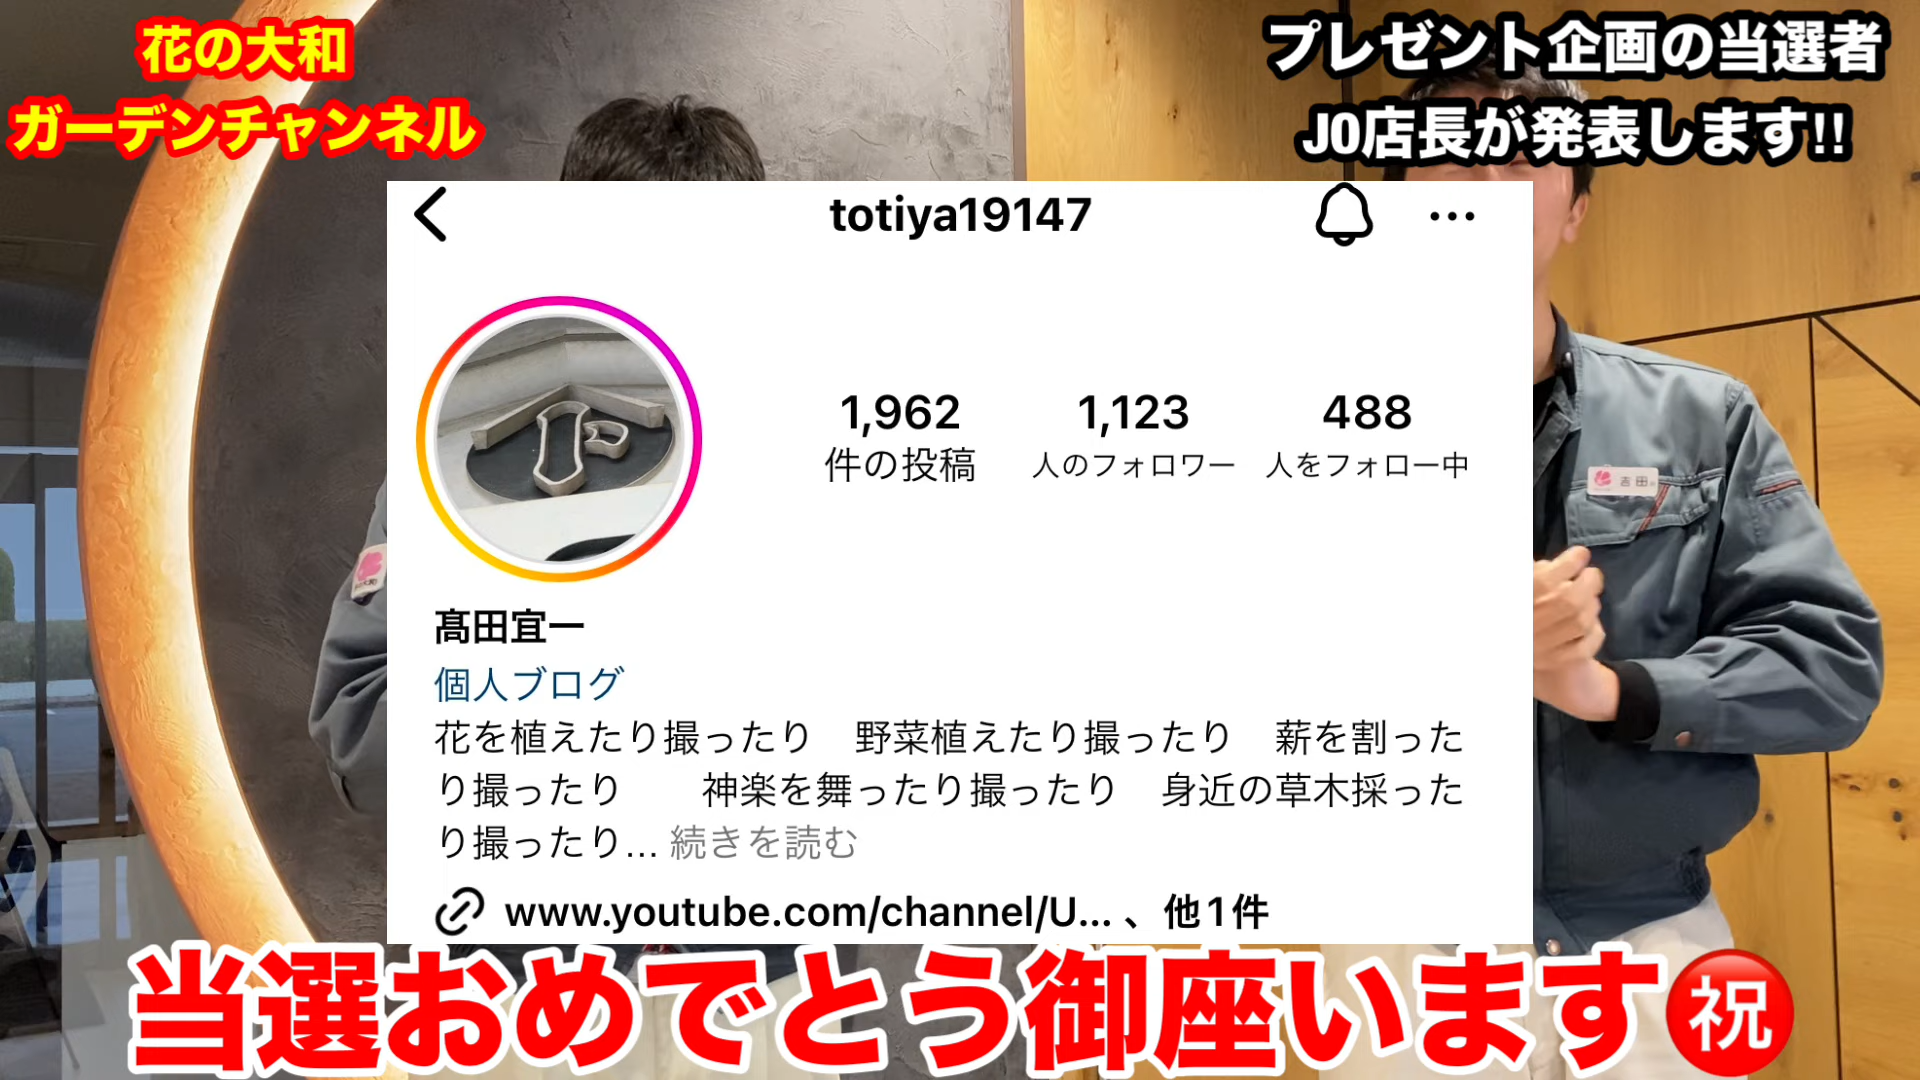 花の大和
ガーデンチャンネル
プレゼント企画の当選者
JO店長が発表します!!
totiya19147
1,962
件の投稿
1,123
人のフォロワー
488
人をフォロー中
髙田宜一
個人ブログ
花を植えたり撮ったり　野菜植えたり撮ったり　薪を割った
り撮ったり　　神楽を舞ったり撮ったり　身近の草木採った
り撮ったり... 続きを読む
www.youtube.com/channel/U... 、他1件
吉田
当選おめでとう御座います㊗